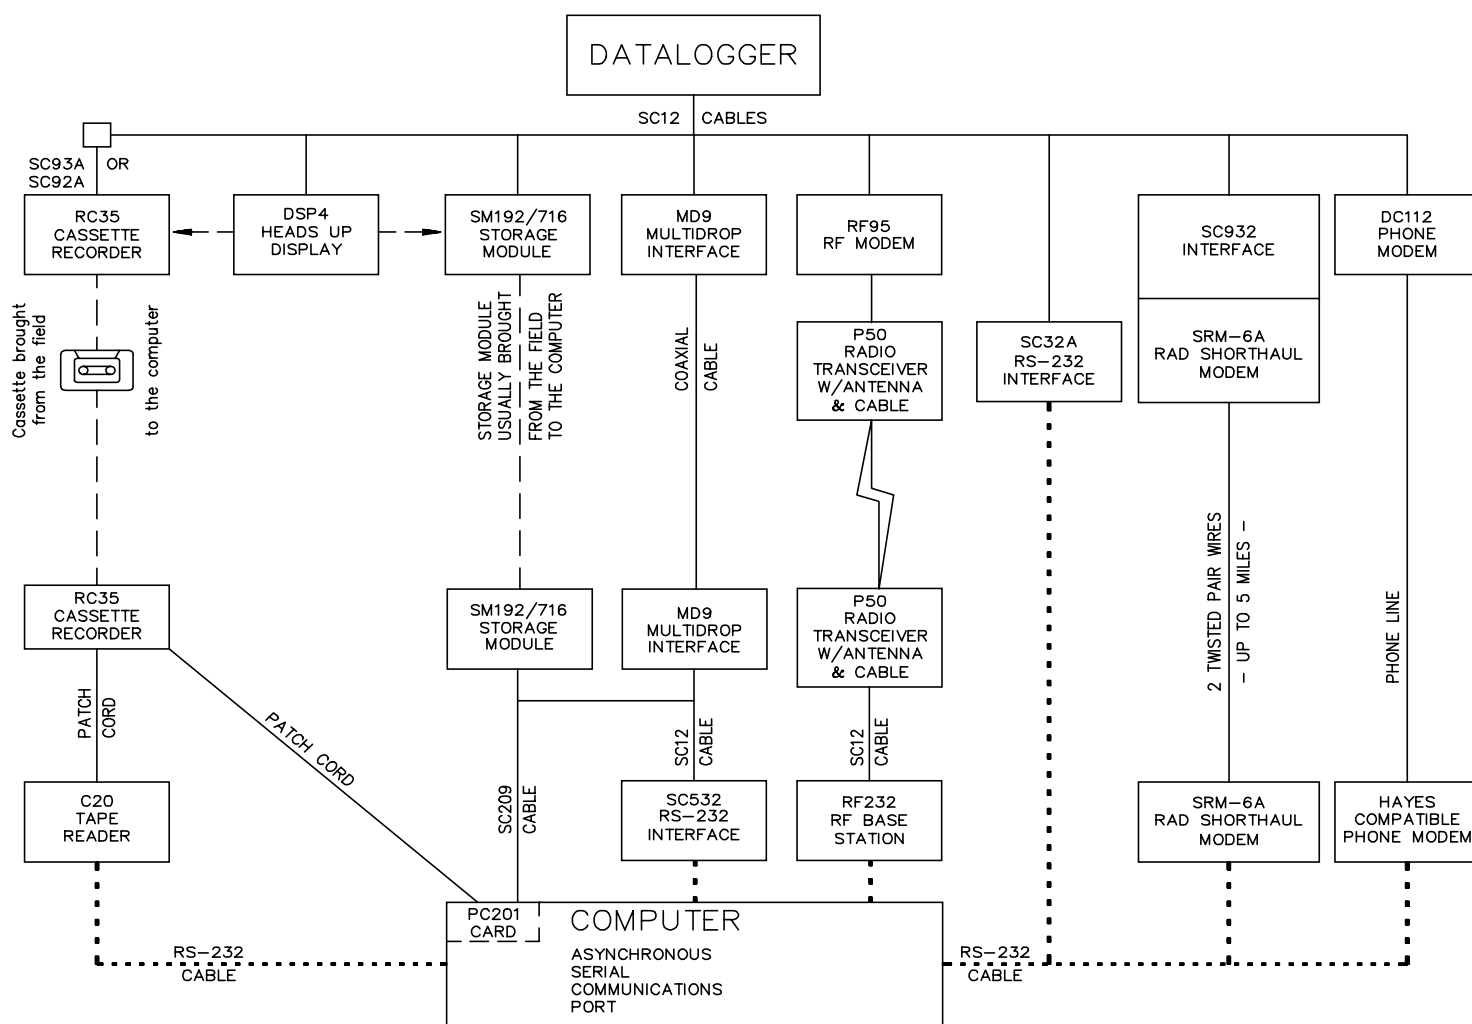 DATALOGGER
SC12 CABLES
SC93A OR
SC92A
RC35
CASSETTE
RECORDER
DSP4
HEADS UP
DISPLAY
SM192/716
STORAGE
MODULE
MD9
MULTIDROP
INTERFACE
RF95
RF MODEM
SC932
INTERFACE
DC112
PHONE
MODEM
Cassette brought
from the field
to the computer
STORAGE MODULE
USUALLY BROUGHT
FROM THE FIELD
TO THE COMPUTER
COAXIAL
CABLE
P50
RADIO
TRANSCEIVER
W/ANTENNA
& CABLE
SC32A
RS-232
INTERFACE
SRM-6A
RAD SHORTHAUL
MODEM
2 TWISTED PAIR WIRES
- UP TO 5 MILES -
PHONE LINE
RC35
CASSETTE
RECORDER
SM192/716
STORAGE
MODULE
MD9
MULTIDROP
INTERFACE
P50
RADIO
TRANSCEIVER
W/ANTENNA
& CABLE
PATCH
CORD
PATCH CORD
SC209
CABLE
SC12
CABLE
SC12
CABLE
C20
TAPE
READER
SC532
RS-232
INTERFACE
RF232
RF BASE
STATION
SRM-6A
RAD SHORTHAUL
MODEM
HAYES
COMPATIBLE
PHONE MODEM
PC201
CARD
COMPUTER
ASYNCHRONOUS
SERIAL
COMMUNICATIONS
PORT
RS-232
CABLE
RS-232
CABLE